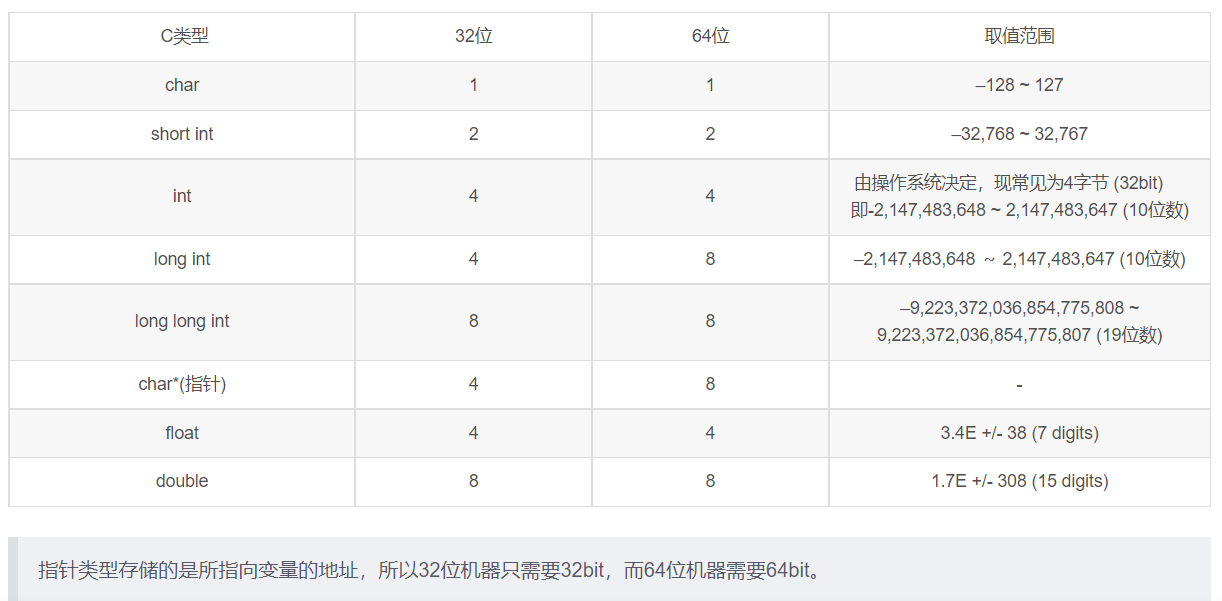 C类型 32位 64位 取值范围
char 1 1 –128 ~ 127
short int 2 2 –32,768 ~ 32,767
int 4 4 由操作系统决定，现常见为4字节 (32bit)
即-2,147,483,648 ~ 2,147,483,647 (10位数)
long int 4 8 –2,147,483,648 ～ 2,147,483,647 (10位数)
long long int 8 8 –9,223,372,036,854,775,808 ~
9,223,372,036,854,775,807 (19位数)
char*(指针) 4 8 -
float 4 4 3.4E +/- 38 (7 digits)
double 8 8 1.7E +/- 308 (15 digits)
指针类型存储的是所指向变量的地址，所以32位机器只需要32bit，而64位机器需要64bit。